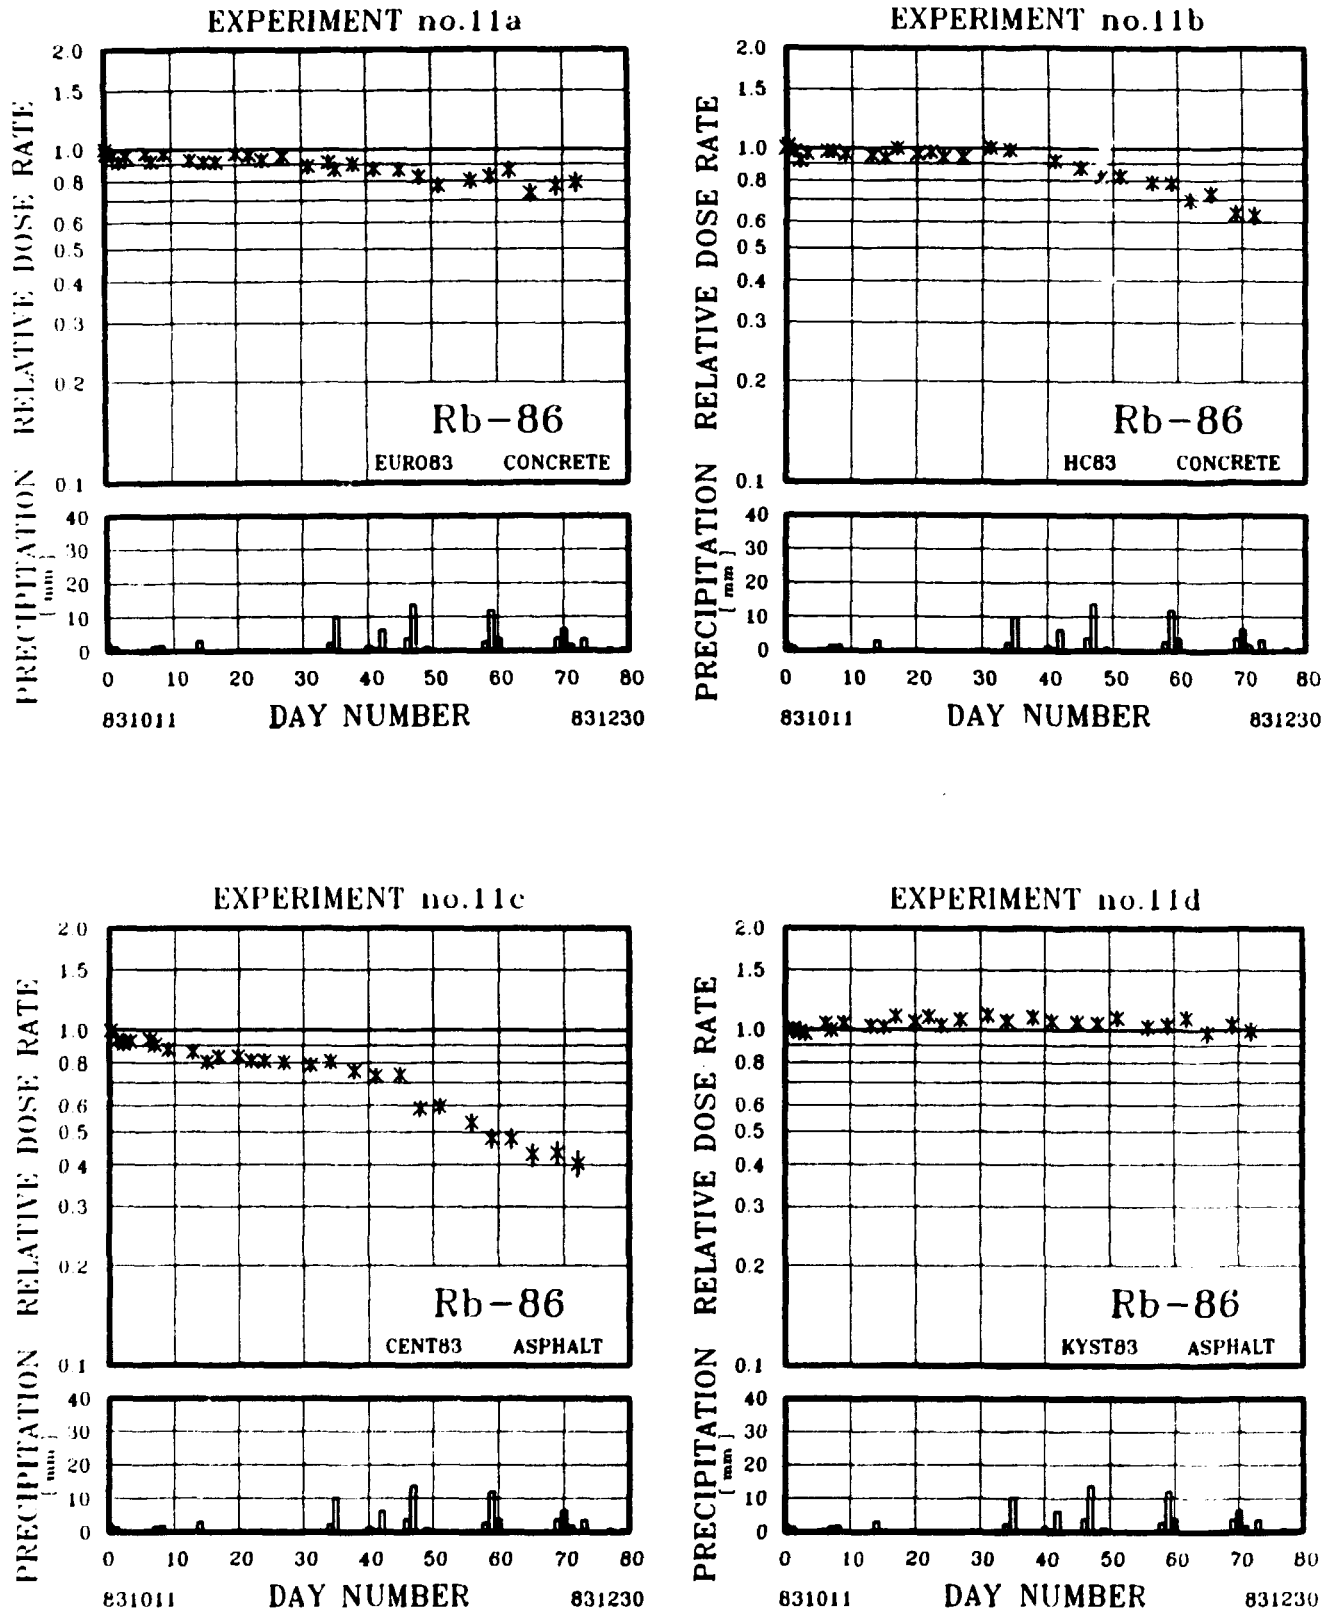 EXPERIMENT no.11a
RELATIVE DOSE RATE
2.0
1.5
1.0
0.8
0.6
0.5
0.4
0.3
0.2
0.1
Rb-86
EURO83 CONCRETE
PRECIPITATION
[mm]
40
30
20
10
0
0 10 20 30 40 50 60 70 80
831011 DAY NUMBER 831230
EXPERIMENT no.11b
RELATIVE DOSE RATE
2.0
1.5
1.0
0.8
0.6
0.5
0.4
0.3
0.2
0.1
Rb-86
HC83 CONCRETE
PRECIPITATION
[mm]
40
30
20
10
0
0 10 20 30 40 50 60 70 80
831011 DAY NUMBER 831230
EXPERIMENT no.11c
RELATIVE DOSE RATE
2.0
1.5
1.0
0.8
0.6
0.5
0.4
0.3
0.2
0.1
Rb-86
CENT83 ASPHALT
PRECIPITATION
[mm]
40
30
20
10
0
0 10 20 30 40 50 60 70 80
831011 DAY NUMBER 831230
EXPERIMENT no.11d
RELATIVE DOSE RATE
2.0
1.5
1.0
0.8
0.6
0.5
0.4
0.3
0.2
0.1
Rb-86
KYST83 ASPHALT
PRECIPITATION
[mm]
40
30
20
10
0
0 10 20 30 40 50 60 70 80
831011 DAY NUMBER 831230